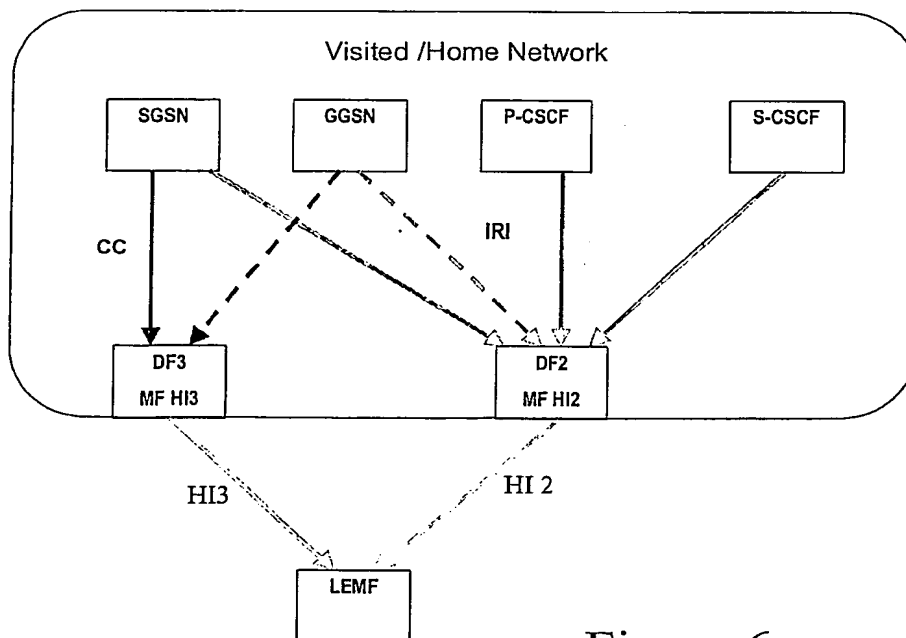 Visited /Home Network
SGSN
GGSN
P-CSCF
S-CSCF
CC
IRI
DF3
MF HI3
DF2
MF HI2
HI3
HI 2
LEMF